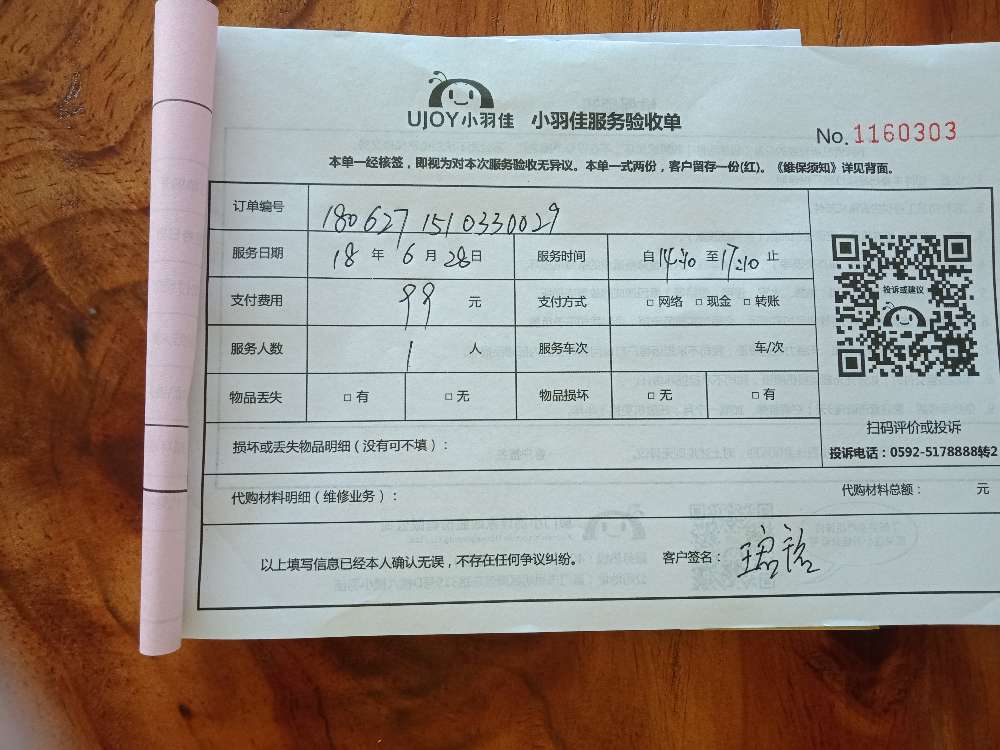 UJOY小羽佳 小羽佳服务验收单
No. 1160303
本单一经核签，即视为对本次服务验收无异议。本单一式两份，客户留存一份(红)。《维保须知》详见背面。
订单编号 1806271510330029
服务日期 18 年 6 月 28 日 服务时间 自 14:10 至 17:10 止
支付费用 99 元 支付方式 □ 网络 □ 现金 □ 转账
服务人数 1 人 服务车次 车/次
物品丢失 □ 有 □ 无 物品损坏 □ 无 □ 有
投诉或建议
扫码评价或投诉
投诉电话：0592-5178888转2
损坏或丢失物品明细（没有可不填）：
代购材料明细（维修业务）： 代购材料总额： 元
以上填写信息已经本人确认无误，不存在任何争议纠纷。 客户签名：